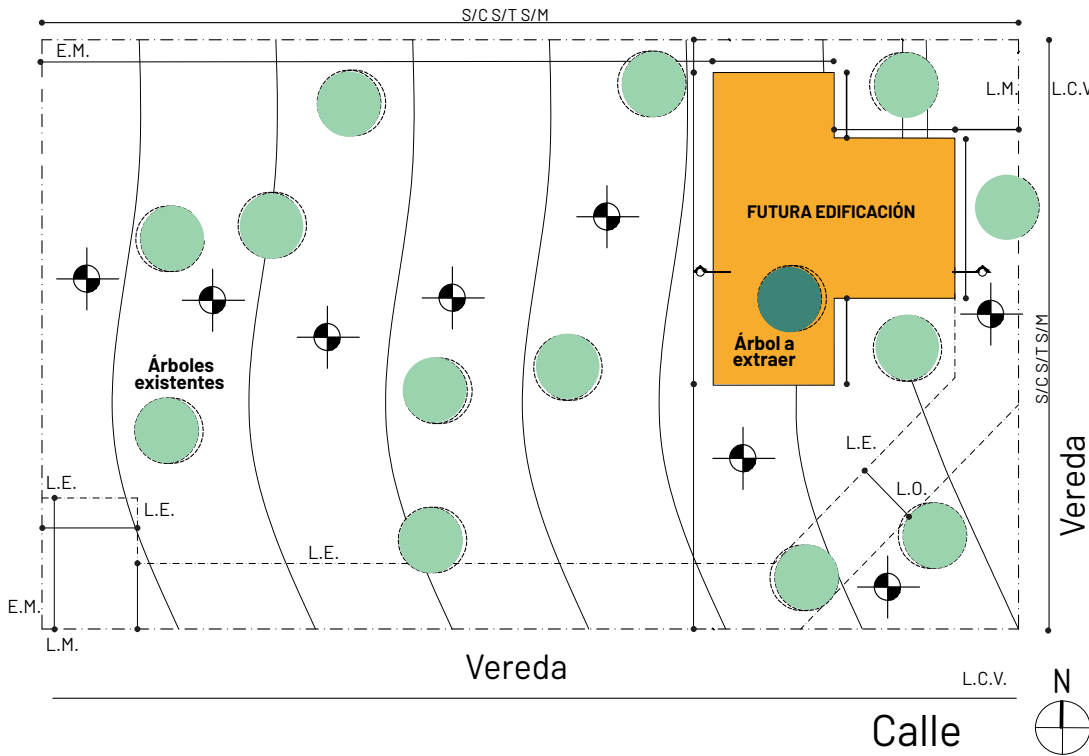 S/C S/T S/M
E.M.
L.M.
L.C.V
FUTURA EDIFICACIÓN
Árbol a
extraer
Árboles
existentes
S/C S/T S/M
L.E.
L.E.
L.E.
L.E.
L.O.
Vereda
E.M.
L.M.
Vereda
L.C.V.
N
Calle